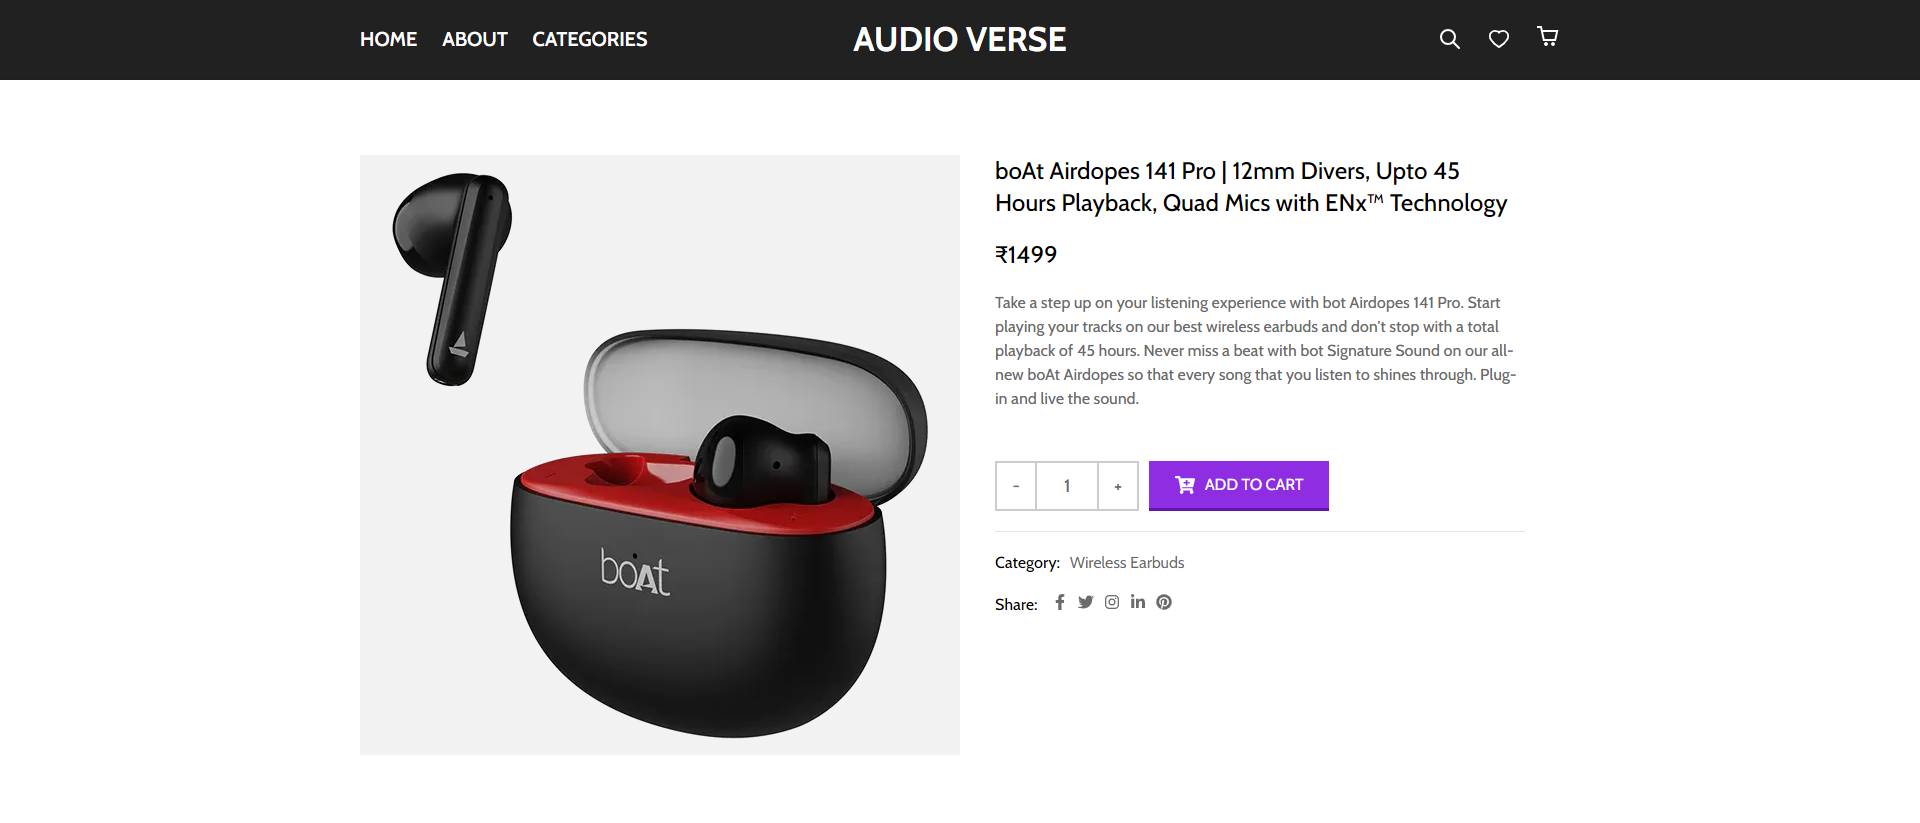 HOME ABOUT CATEGORIES AUDIO VERSE
boAt Airdopes 141 Pro | 12mm Divers, Upto 45
Hours Playback, Quad Mics with ENx™ Technology
₹1499
Take a step up on your listening experience with bot Airdopes 141 Pro. Start
playing your tracks on our best wireless earbuds and don't stop with a total
playback of 45 hours. Never miss a beat with bot Signature Sound on our all-
new boAt Airdopes so that every song that you listen to shines through. Plug-
in and live the sound.
- 1 + ADD TO CART
Category: Wireless Earbuds
Share:
boAt